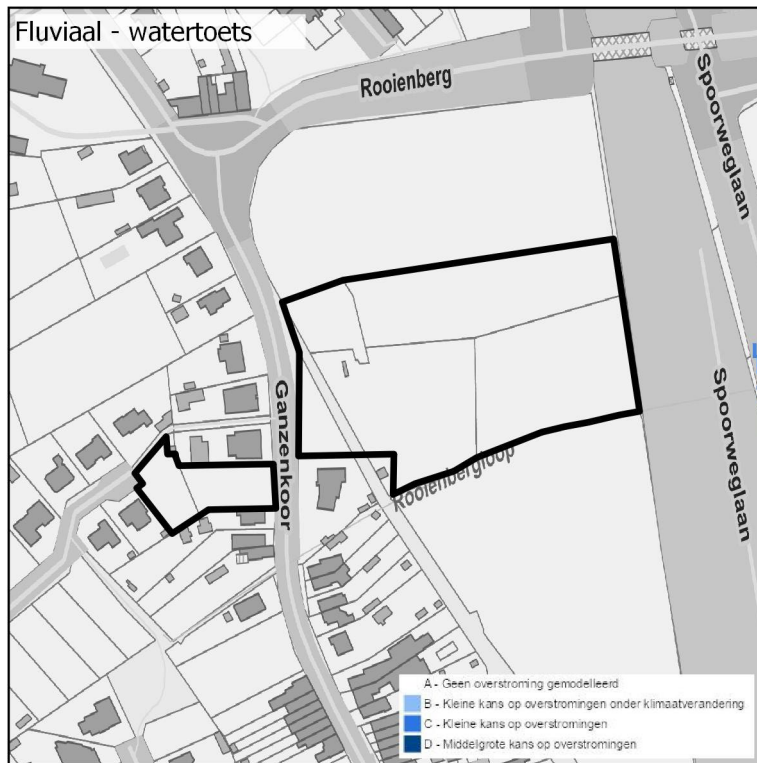 Fluviaal - watertoets
Rooienberg
Spoorweglaan
Ganzenkoor
Spoorweglaan
Rooienbergloop
A - Geen overstroming gemodelleerd
B - Kleine kans op overstromingen onder klimaatverandering
C - Kleine kans op overstromingen
D - Middelgrote kans op overstromingen